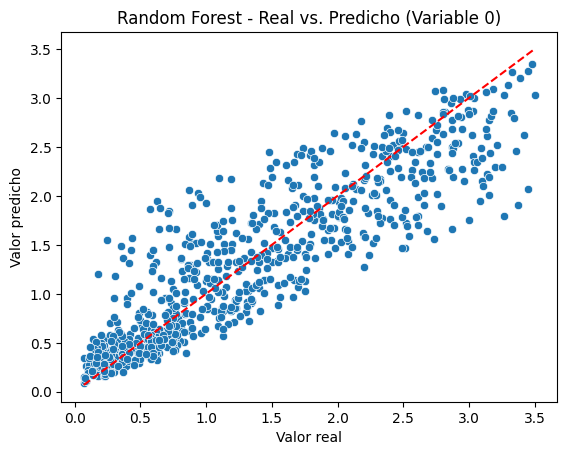 Random Forest - Real vs. Predicho (Variable 0)
Valor predicho
3.5
3.0
2.5
2.0
1.5
1.0
0.5
0.0
0.0 0.5 1.0 1.5 2.0 2.5 3.0 3.5
Valor real